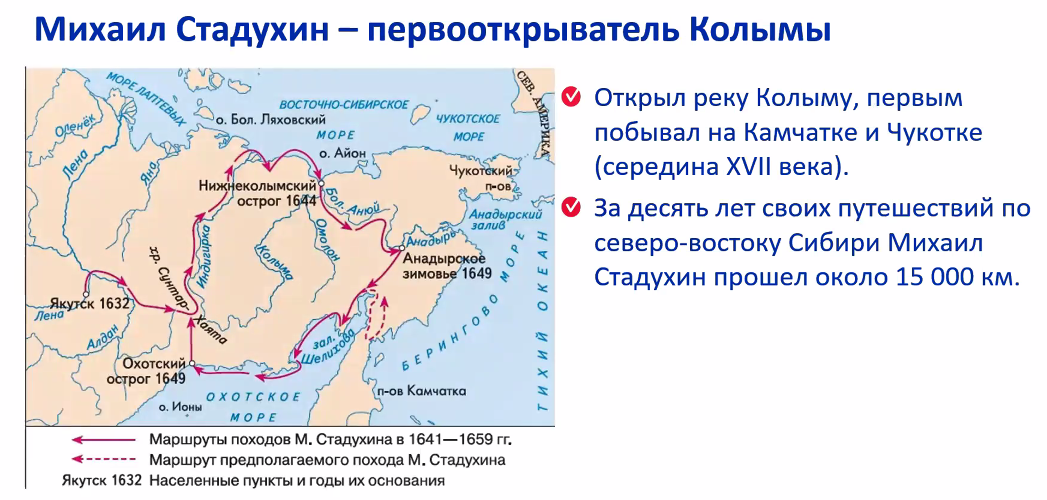 Михаил Стадухин – первооткрыватель Колымы
МОРЕ ЛАПТЕВЫХ
ВОСТОЧНО-СИБИРСКОЕ
МОРЕ
ЧУКОТСКОЕ
МОРЕ
СЕВ. АМЕРИКА
Оленёк
Лена
Яна
о. Бол. Ляховский
о. Айон
Нижнеколымский
острог 1644
Бол. Анюй
Чукотский
п-ов
Анадырский
залив
Индигирка
Колыма
Омолон
Анадырь
Анадырское
зимовье 1649
хр. Сунтар-
Хаята
Якутск 1632
Лена
Алдан
Охотский
острог 1649
зал.
Шелихова
БЕРИНГОВО МОРЕ
ТИХИЙ ОКЕАН
п-ов Камчатка
о. Ионы
ОХОТСКОЕ
МОРЕ
Маршруты походов М. Стадухина в 1641—1659 гг.
Маршрут предполагаемого похода М. Стадухина
Якутск 1632 Населенные пункты и годы их основания
Открыл реку Колыму, первым
побывал на Камчатке и Чукотке
(середина XVII века).
За десять лет своих путешествий по
северо-востоку Сибири Михаил
Стадухин прошел около 15 000 км.